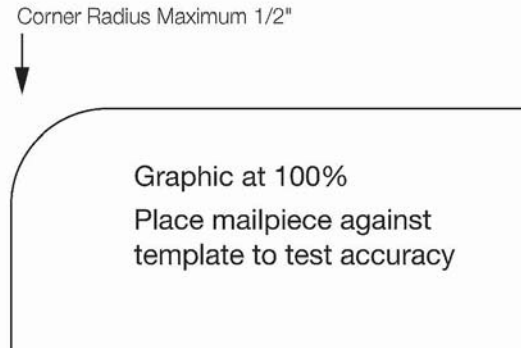 Corner Radius Maximum 1/2"
Graphic at 100%
Place mailpiece against
template to test accuracy